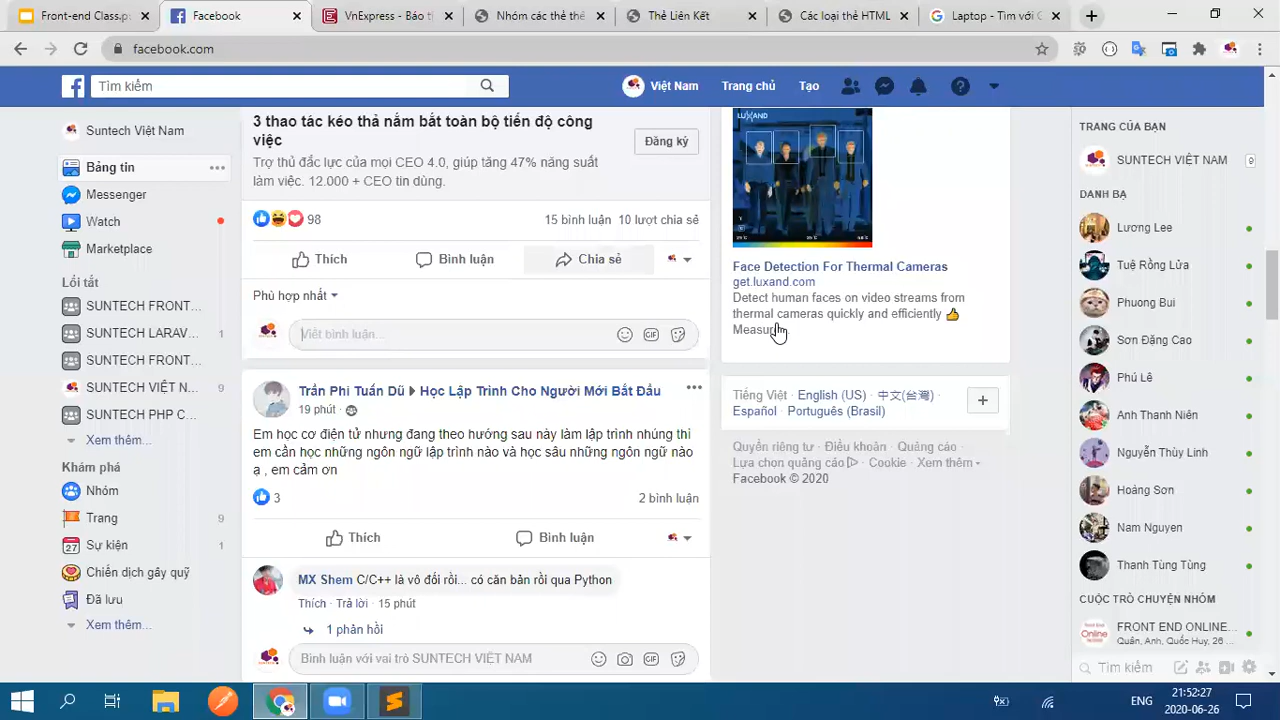 Front-end Class.p
Facebook
VnExpress - Báo t
Nhóm các thẻ th
Thẻ Liên Kết
Các loại thẻ HTML
Laptop - Tìm với G
facebook.com
Tìm kiếm
Việt Nam
Trang chủ
Tạo
Suntech Việt Nam
Bảng tin
Messenger
Watch
Marketplace
Lối tắt
SUNTECH FRONT...
SUNTECH LARAV... 1
SUNTECH FRONT...
SUNTECH VIỆT N... 9
SUNTECH PHP C...
Xem thêm...
Khám phá
Nhóm
Trang 9
Sự kiện 1
27
Chiến dịch gây quỹ
Đã lưu
Xem thêm...
3 thao tác kéo thả nắm bắt toàn bộ tiến độ công
việc
Đăng ký
Trợ thủ đắc lực của mọi CEO 4.0, giúp tăng 47% năng suất
làm việc. 12.000 + CEO tin dùng.
98
15 bình luận 10 lượt chia sẻ
Thích
Bình luận
Chia sẻ
Phù hợp nhất
Viết bình luận...
GIF
Trần Phi Tuấn Dũ Học Lập Trình Cho Người Mới Bắt Đầu
19 phút ·
Em học cơ điện tử nhưng đang theo hướng sau này làm lập trình nhúng thì
em cần học những ngôn ngữ lập trình nào và học sâu những ngôn ngữ nào
ạ , em cảm ơn
3
2 bình luận
Thích
Bình luận
MX Shem C/C++ là vô đối rồi... có căn bản rồi qua Python
Thích · Trả lời · 15 phút
1 phản hồi
Bình luận với vai trò SUNTECH VIỆT NAM
GIF
LUXAND
Face Detection For Thermal Cameras
get.luxand.com
Detect human faces on video streams from
thermal cameras quickly and efficiently 👍
Measu
Tiếng Việt · English (US) · 中文(台灣) ·
Español · Português (Brasil)
Quyền riêng tư · Điều khoản · Quảng cáo ·
Lựa chọn quảng cáo · Cookie · Xem thêm
Facebook © 2020
TRANG CỦA BẠN
SUNTECH VIỆT NAM 9
DANH BẠ
Lương Lee
Tuệ Rồng Lửa
Phuong Bui
Sơn Đặng Cao
Phú Lê
Anh Thanh Niên
Nguyễn Thùy Linh
Hoàng Sơn
Nam Nguyen
Thanh Tùng Tùng
CUỘC TRÒ CHUYỆN NHÓM
FRONT END ONLINE...
Quân, Anh, Quốc Huy, 26 ...
Online
Tìm kiếm
ENG
21:52:27
2020-06-26